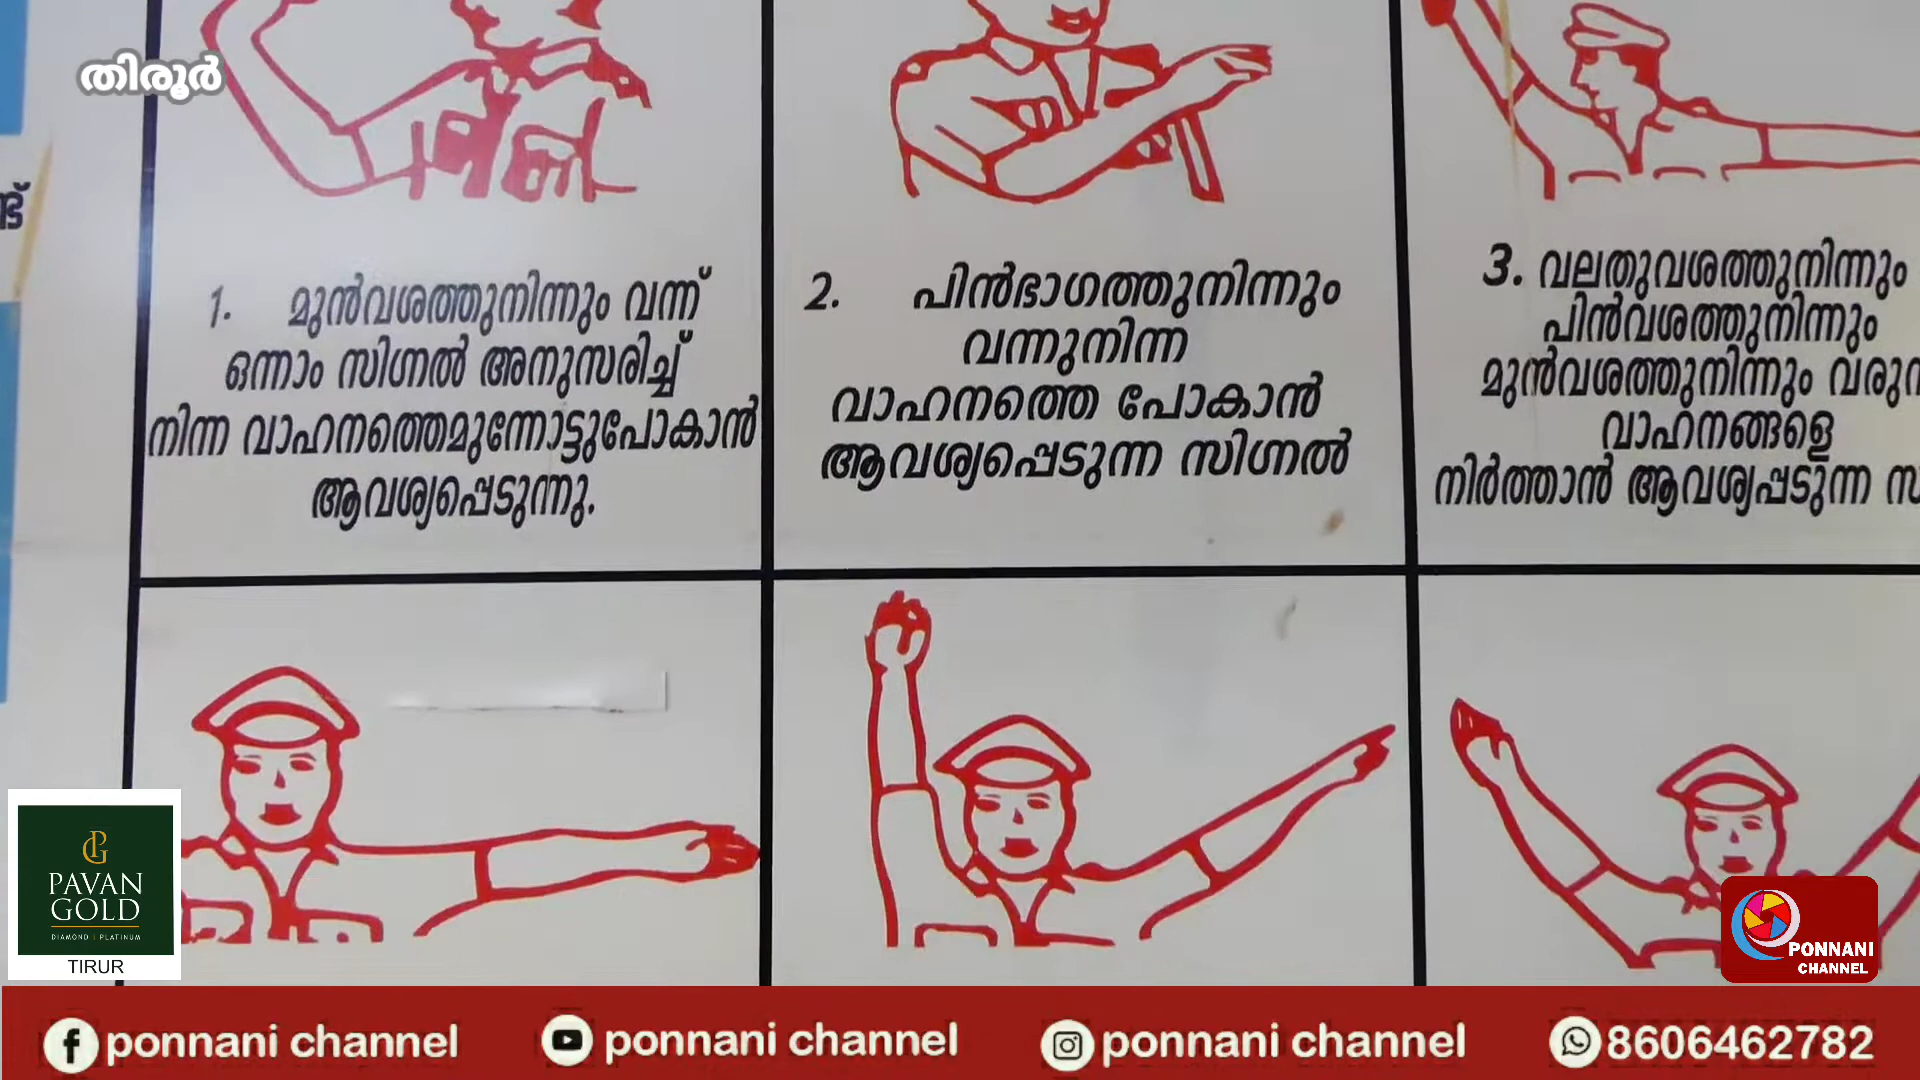 തിരൂർ
1. മുൻവശത്തുനിന്നും വന്ന്
ഒന്നാം സിഗ്നൽ അനുസരിച്ച്
നിന്ന വാഹനത്തെമുന്നോട്ടുപോകാൻ
ആവശ്യപ്പെടുന്നു.
2. പിൻഭാഗത്തുനിന്നും
വന്നുനിന്ന
വാഹനത്തെ പോകാൻ
ആവശ്യപ്പെടുന്ന സിഗ്നൽ
3. വലതുവശത്തുനിന്നും
പിൻവശത്തുനിന്നും
മുൻവശത്തുനിന്നും
വാഹനങ്ങളെ
നിർത്താൻ ആവശ്യപ്പടുന്ന
PG
PAVAN
GOLD
DIAMOND | PLATINUM
TIRUR
PONNANI
CHANNEL
ponnani channel
ponnani channel
ponnani channel
8606462782